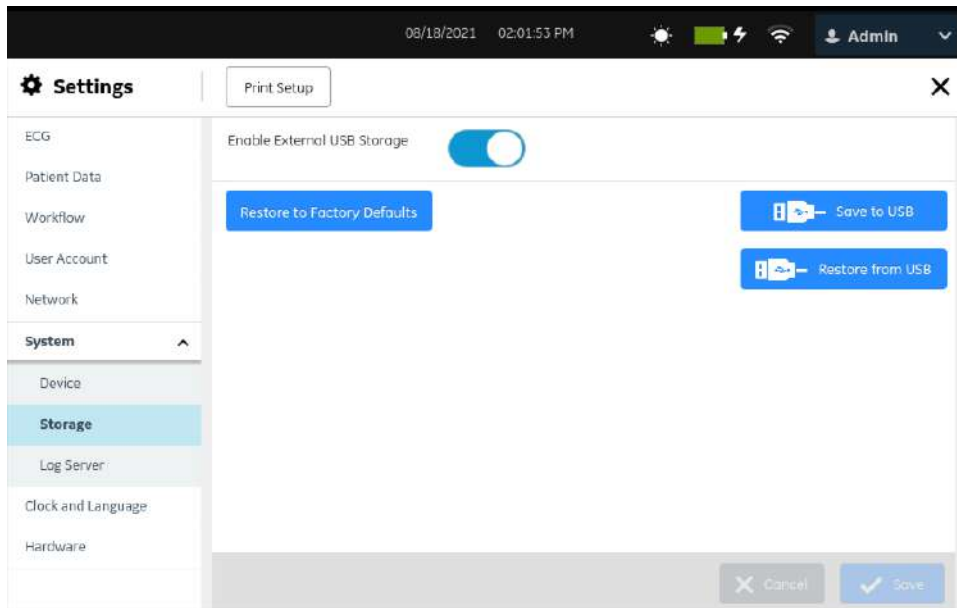 08/18/2021 02:01:53 PM Admin
Settings
Print Setup
ECG
Patient Data
Workflow
User Account
Network
System
Device
Storage
Log Server
Clock and Language
Hardware
Enable External USB Storage
Restore to Factory Defaults
Save to USB
Restore from USB
Cancel
Save